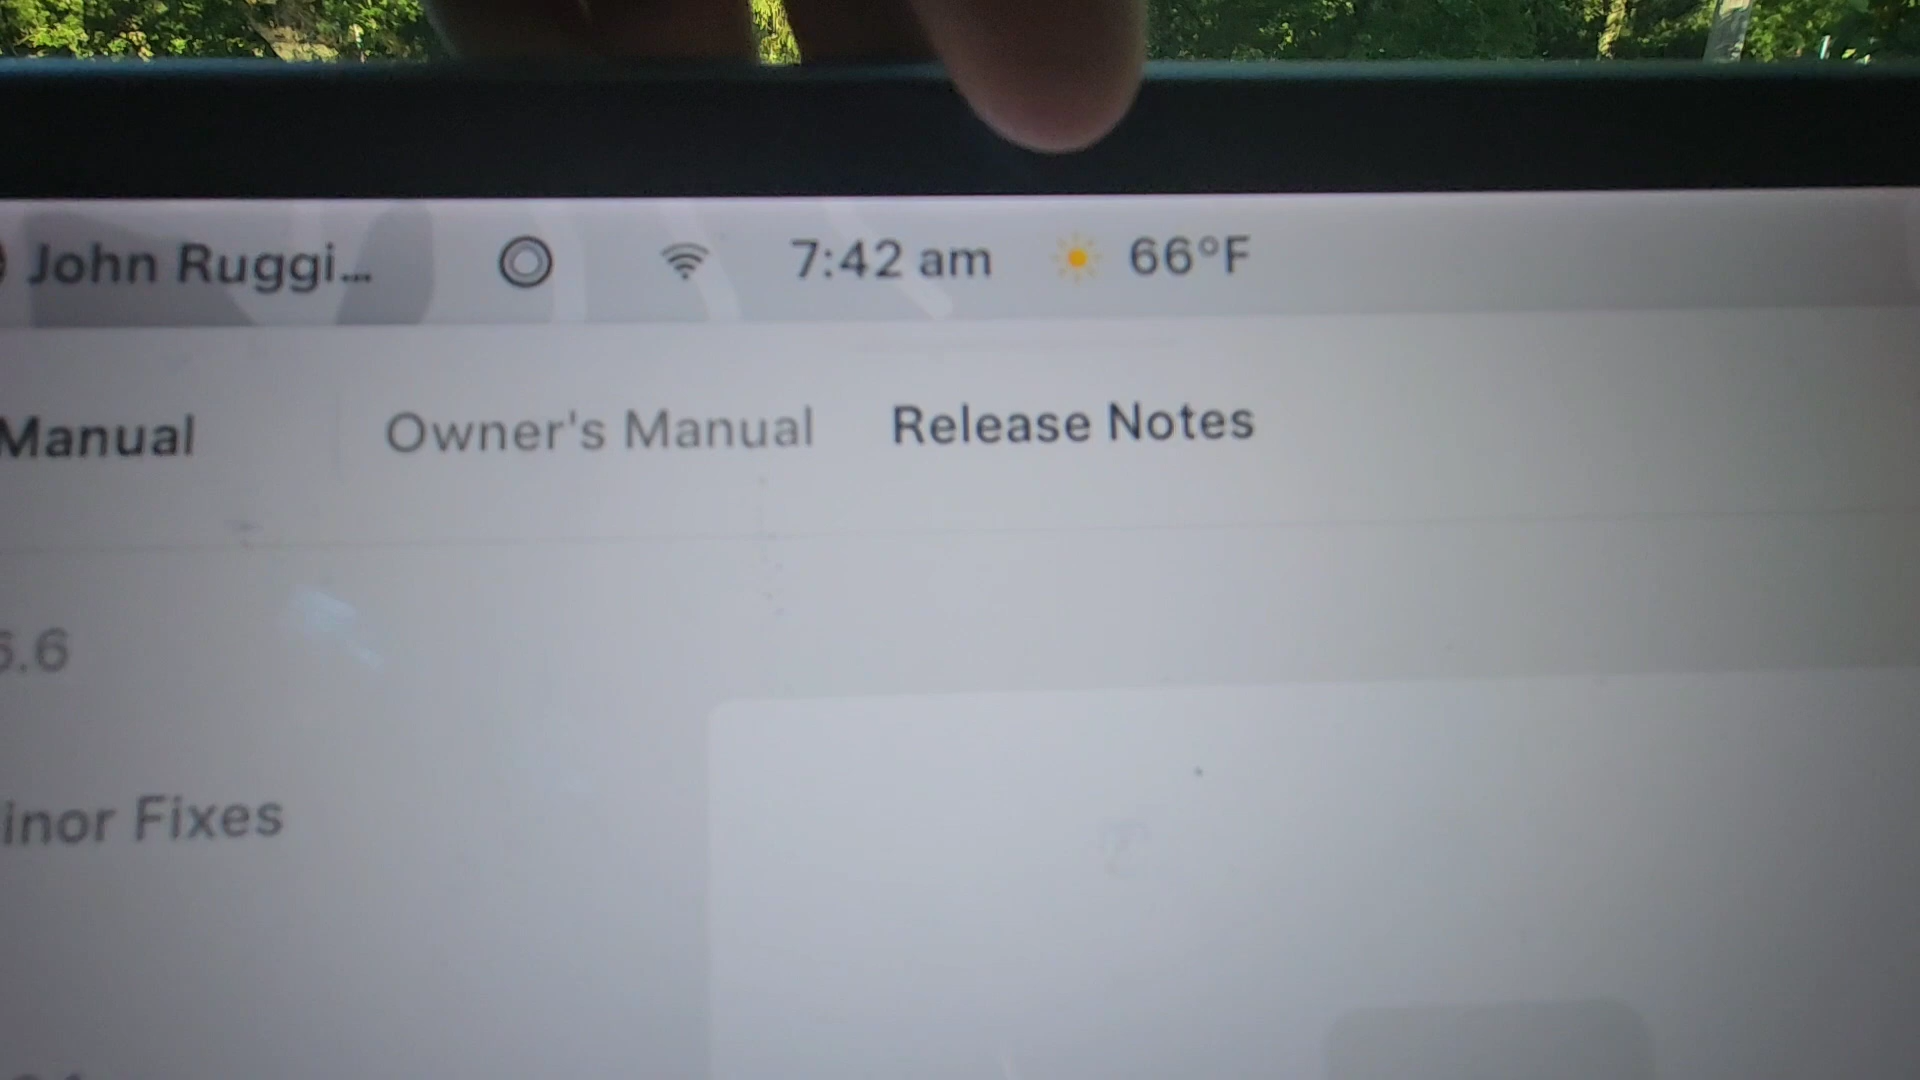 John Ruggi... 7:42 am 66°F
Manual Owner's Manual Release Notes
.6
inor Fixes